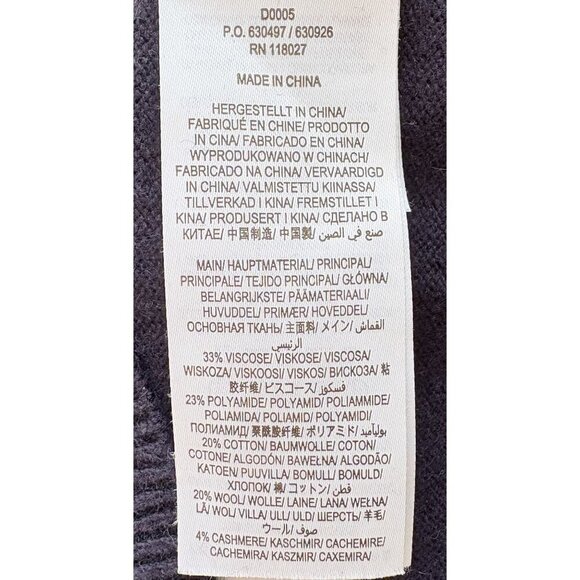 D0005
P.O. 630497 / 630926
RN 118027
MADE IN CHINA
HERGESTELLT IN CHINA/
FABRIQUÉ EN CHINE/ PRODOTTO
IN CINA/ FABRICADO EN CHINA/
WYPRODUKOWANO W CHINACH/
FABRICADO NA CHINA/ VERVAARDIGD
IN CHINA/ VALMISTETTU KIINASSA/
TILLVERKAD I KINA/ FREMSTILLET I
KINA/ PRODUSERT I KINA/ СДЕЛАНО В
КИТАЕ/ 中国制造/ 中国製/ صنع في الصين
MAIN/ HAUPTMATERIAL/ PRINCIPAL/
PRINCIPALE/ TEJIDO PRINCIPAL/ GŁÓWNA/
BELANGRIJKSTE/ PÄÄMATERIAALI/
HUVUDDEL/ PRIMÆR/ HOVEDDEL/
ОСНОВНАЯ ТКАНЬ/ 主面料/ メイン/ القماش
الرئيسي
33% VISCOSE/ VISKOSE/ VISCOSA/
WISKOZA/ VISKOOSI/ VISKOS/ ВИСКОЗА/ 粘
胶纤维/ ビスコース/ فسكوز
23% POLYAMIDE/ POLYAMID/ POLIAMMIDE/
POLIAMIDA/ POLIAMID/ POLYAMIDI/
ПОЛИАМИД/ 聚酰胺纤维/ ポリアミド/ بولياميد
20% COTTON/ BAUMWOLLE/ COTON/
COTONE/ ALGODÓN/ BAWEŁNA/ ALGODÃO/
KATOEN/ PUUVILLA/ BOMULL/ BOMULD/
ХЛОПОК/ 棉/ コットン/ قطن
20% WOOL/ WOLLE/ LAINE/ LANA/ WEŁNA/
LÃ/ WOL/ VILLA/ ULL/ ULD/ ШЕРСТЬ/ 羊毛/
ウール/ صوف
4% CASHMERE/ KASCHMIR/ CACHEMIRE/
CACHEMIRA/ KASZMIR/ CAXEMIRA/